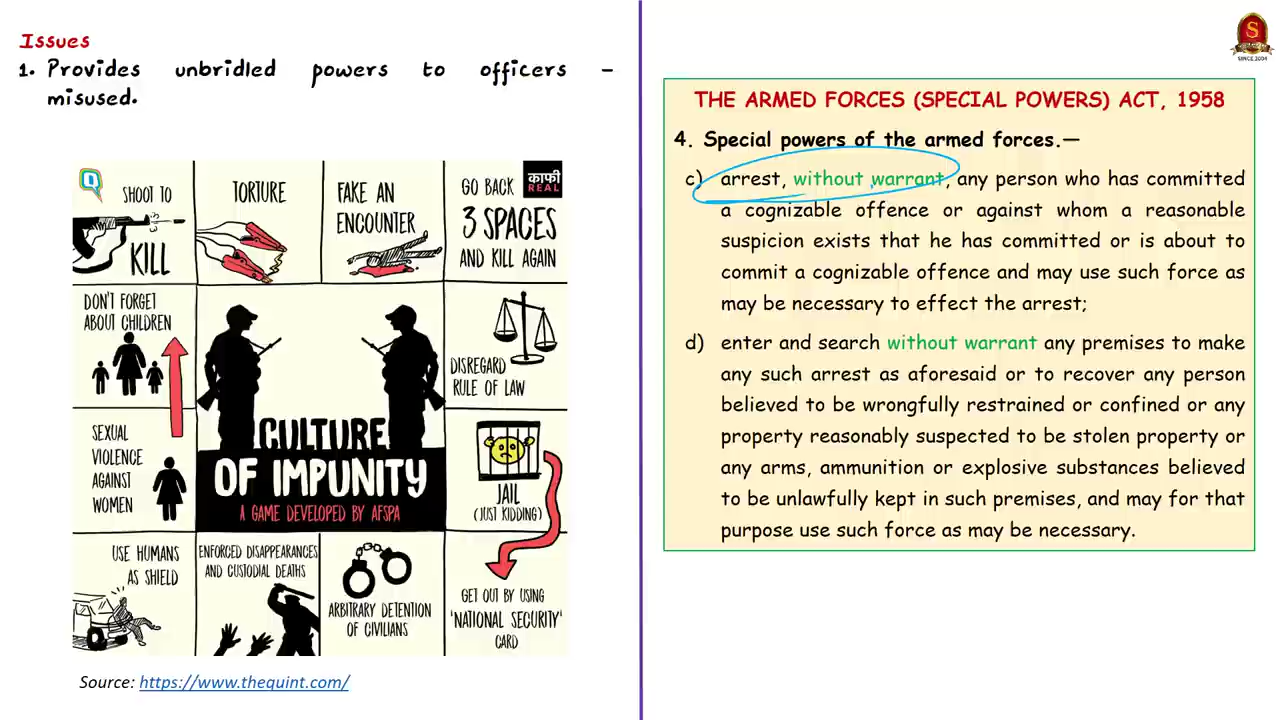 Issues
1. Provides unbridled powers to officers –
misused.
SHOOT TO
KILL
TORTURE
FAKE AN
ENCOUNTER
GO BACK
3 SPACES
AND KILL AGAIN
काफी
REAL
DON'T FORGET
ABOUT CHILDREN
DISREGARD
RULE OF LAW
SEXUAL
VIOLENCE
AGAINST
WOMEN
CULTURE
OF IMPUNITY
A GAME DEVELOPED BY AFSPA
JAIL
(JUST KIDDING)
USE HUMANS
AS SHIELD
ENFORCED DISAPPEARANCES
AND CUSTODIAL DEATHS
ARBITRARY DETENTION
OF CIVILIANS
GET OUT BY USING
'NATIONAL SECURITY'
CARD
Source: https://www.thequint.com/
S
SINCE 2004
THE ARMED FORCES (SPECIAL POWERS) ACT, 1958
4. Special powers of the armed forces.—
c) arrest, without warrant, any person who has committed
a cognizable offence or against whom a reasonable
suspicion exists that he has committed or is about to
commit a cognizable offence and may use such force as
may be necessary to effect the arrest;
d) enter and search without warrant any premises to make
any such arrest as aforesaid or to recover any person
believed to be wrongfully restrained or confined or any
property reasonably suspected to be stolen property or
any arms, ammunition or explosive substances believed
to be unlawfully kept in such premises, and may for that
purpose use such force as may be necessary.